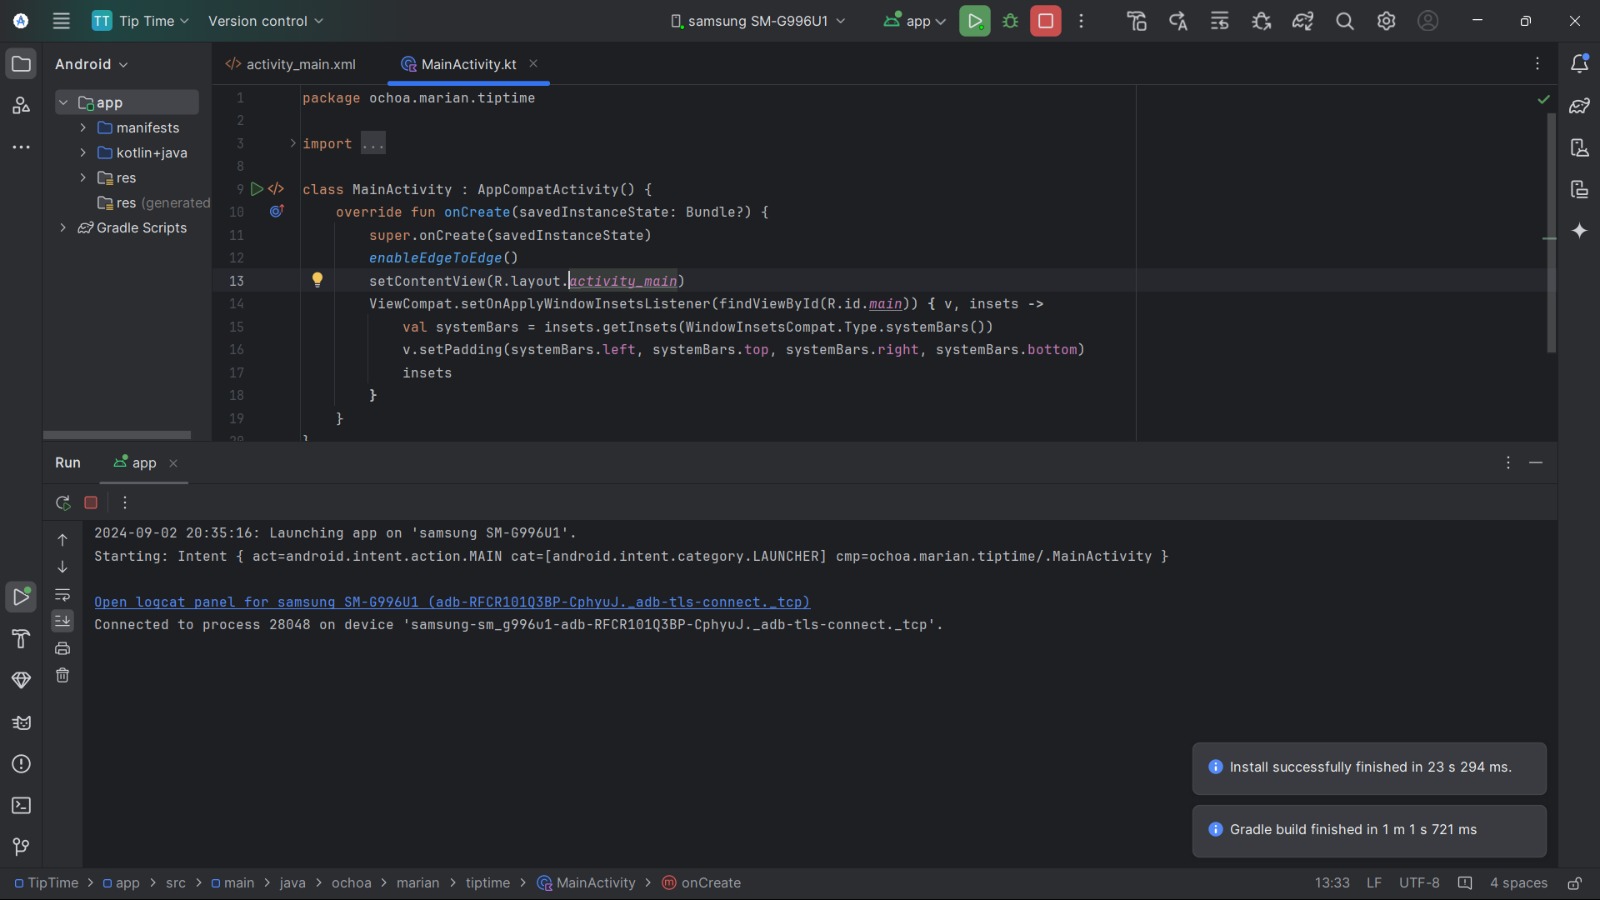 TT Tip Time Version control samsung SM-G996U1 app
Android
activity_main.xml MainActivity.kt
app
manifests
kotlin+java
res
res (generated
Gradle Scripts
1 package ochoa.marian.tiptime
2
3 import ...
8
9 class MainActivity : AppCompatActivity() {
10 override fun onCreate(savedInstanceState: Bundle?) {
11 super.onCreate(savedInstanceState)
12 enableEdgeToEdge()
13 setContentView(R.layout.activity_main)
14 ViewCompat.setOnApplyWindowInsetsListener(findViewById(R.id.main)) { v, insets ->
15 val systemBars = insets.getInsets(WindowInsetsCompat.Type.systemBars())
16 v.setPadding(systemBars.left, systemBars.top, systemBars.right, systemBars.bottom)
17 insets
18 }
19 }
20 }
Run app
2024-09-02 20:35:16: Launching app on 'samsung SM-G996U1'.
Starting: Intent { act=android.intent.action.MAIN cat=[android.intent.category.LAUNCHER] cmp=ochoa.marian.tiptime/.MainActivity }
Open logcat panel for samsung SM-G996U1 (adb-RFCR101Q3BP-CphyuJ._adb-tls-connect._tcp)
Connected to process 28048 on device 'samsung-sm_g996u1-adb-RFCR101Q3BP-CphyuJ._adb-tls-connect._tcp'.
Install successfully finished in 23 s 294 ms.
Gradle build finished in 1 m 1 s 721 ms
TipTime > app > src > main > java > ochoa > marian > tiptime > MainActivity > onCreate 13:33 LF UTF-8 4 spaces